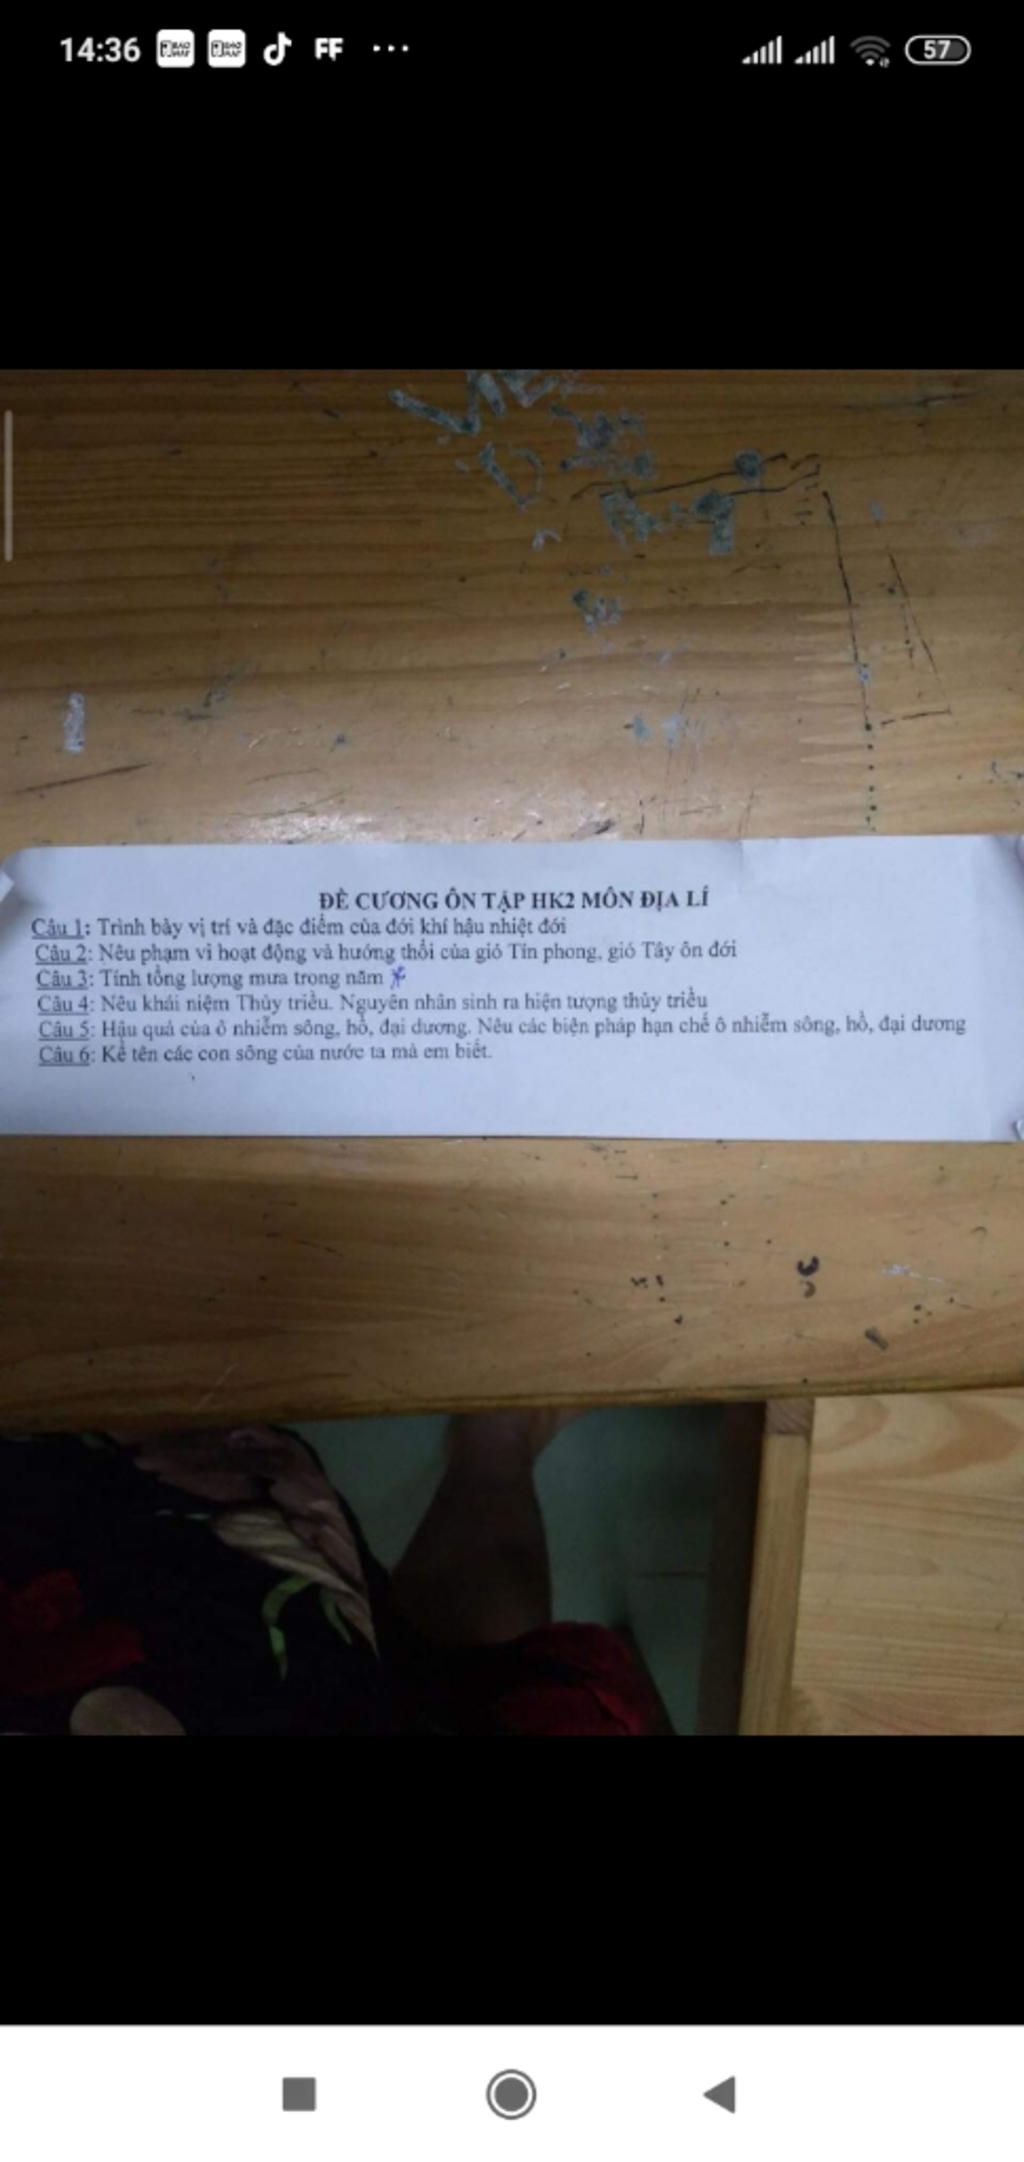 14:36 FF ... 57
ĐỀ CƯƠNG ÔN TẬP HK2 MÔN ĐỊA LÍ
Câu 1: Trình bày vị trí và đặc điểm của đới khí hậu nhiệt đới
Câu 2: Nêu phạm vi hoạt động và hướng thổi của gió Tín phong, gió Tây ôn đới
Câu 3: Tính tổng lượng mưa trong năm
Câu 4: Nêu khái niệm Thủy triều. Nguyên nhân sinh ra hiện tượng thủy triều
Câu 5: Hậu quả của ô nhiễm sông, hồ, đại dương. Nêu các biện pháp hạn chế ô nhiễm sông, hồ, đại dương
Câu 6: Kể tên các con sông của nước ta mà em biết.